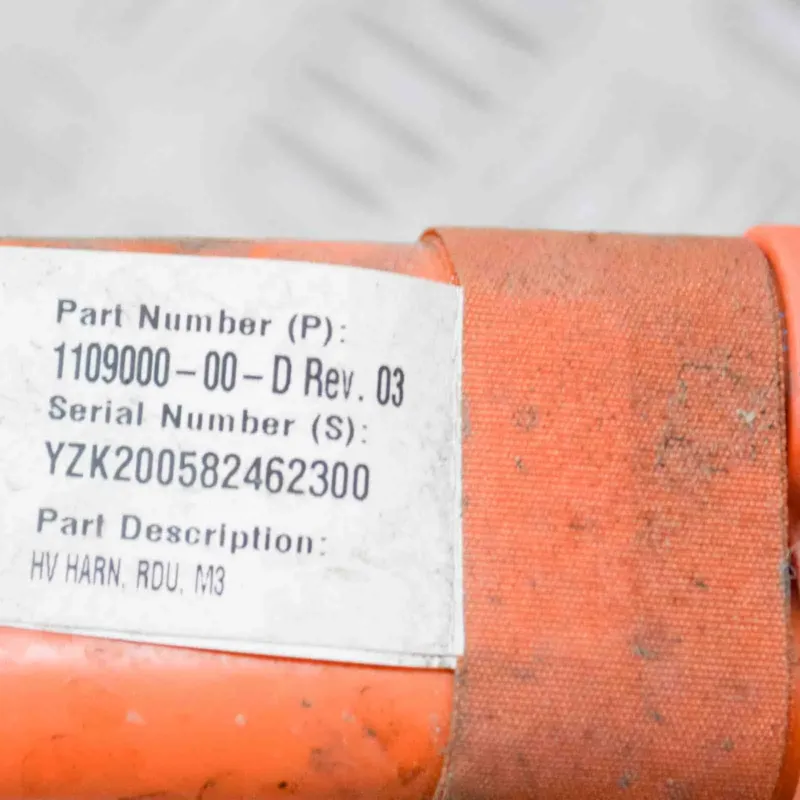 Part Number (P):
1109000-00-D Rev. 03
Serial Number (S):
YZK200582462300
Part Description:
HV HARN, RDU, M3